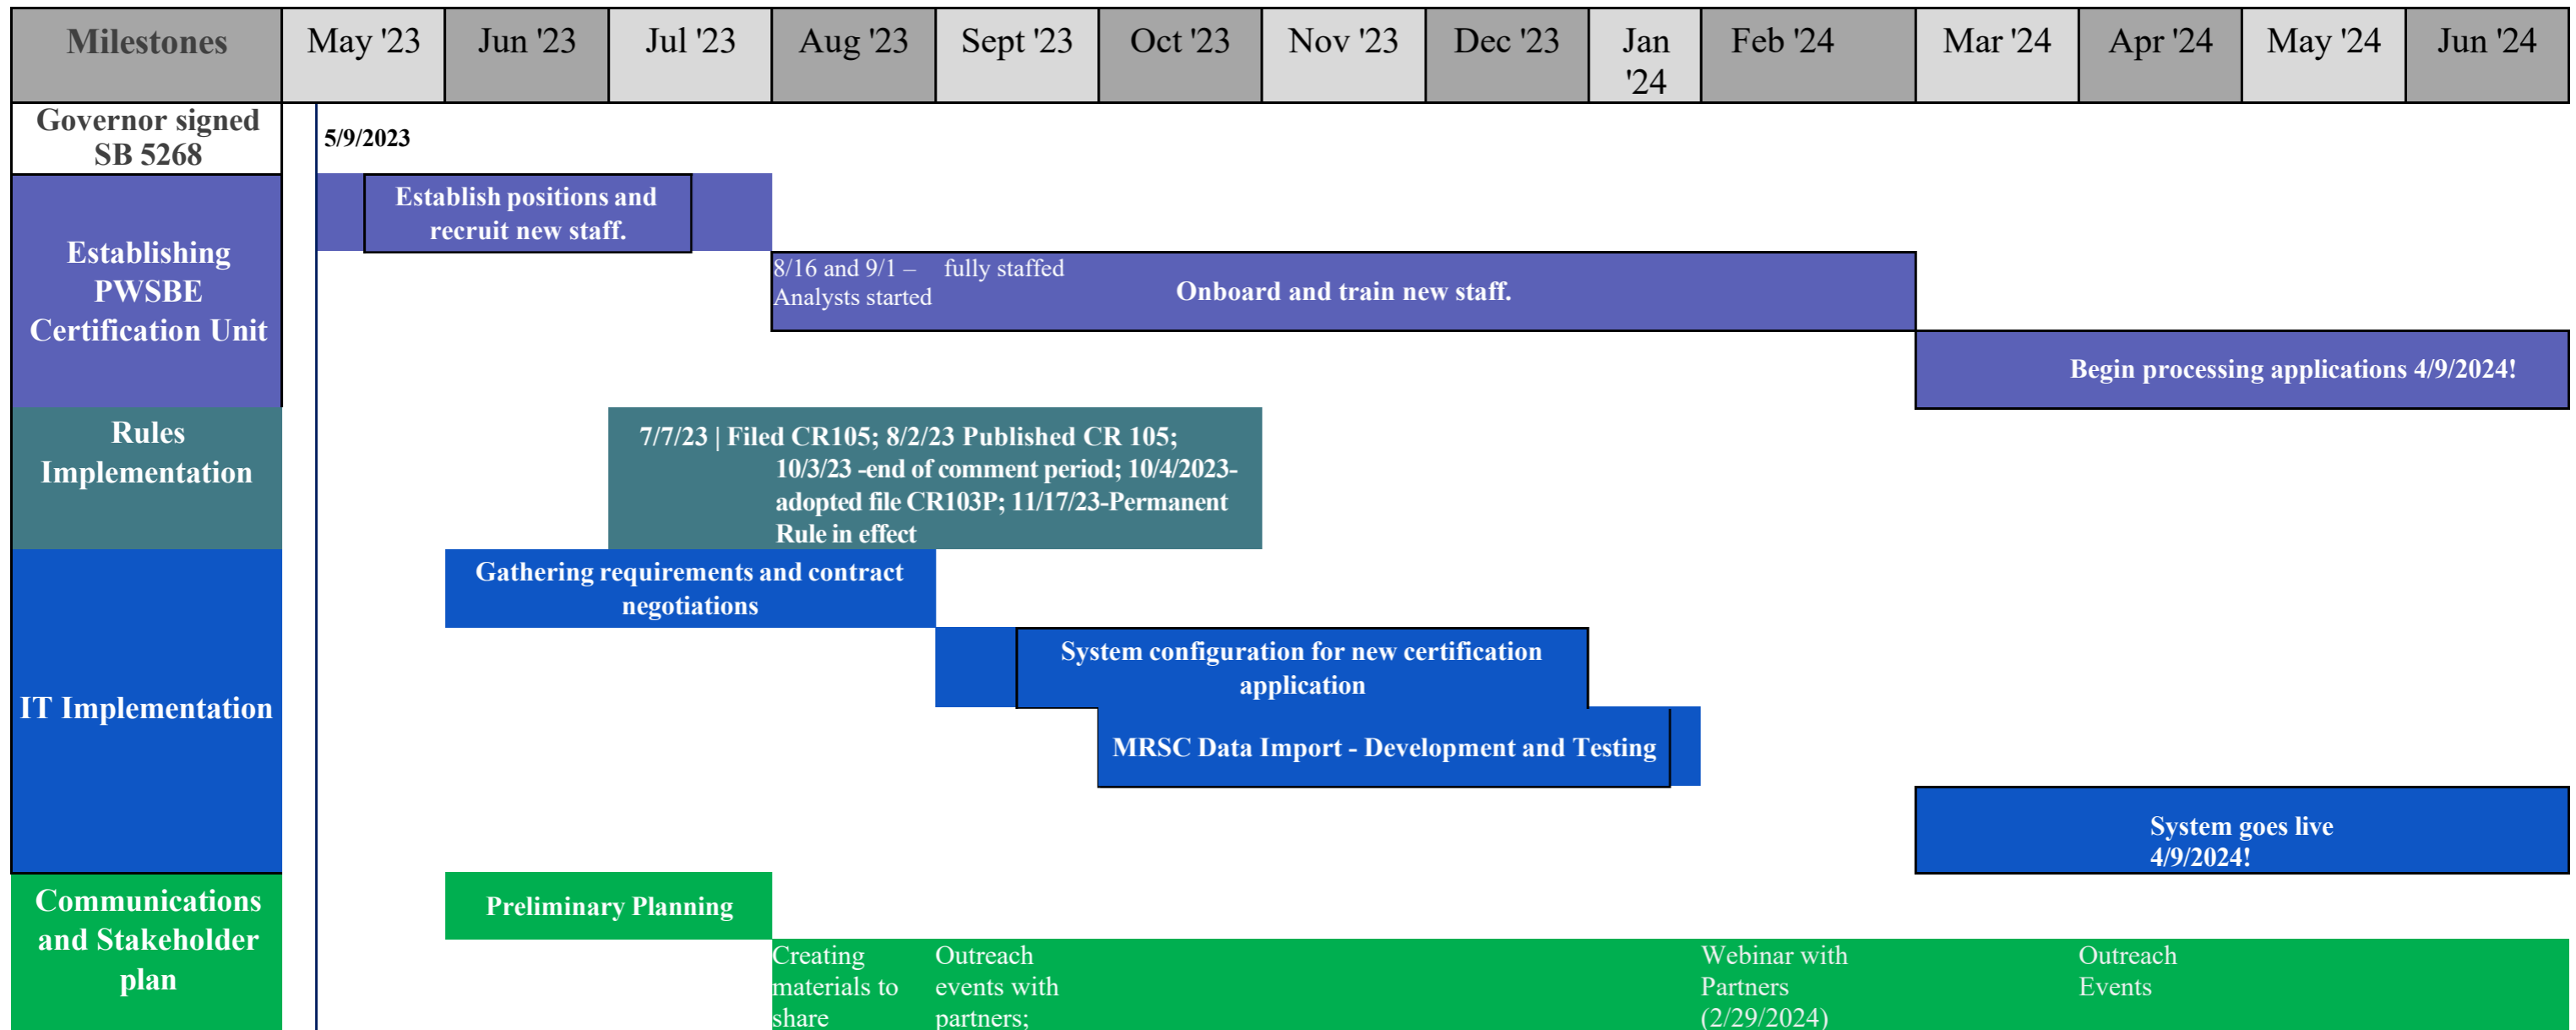 Milestones
May '23
Jun '23
Jul '23
Aug '23
Sept '23
Oct '23
Nov '23
Dec '23
Jan
'24
Feb '24
Mar '24
Apr '24
May '24
Jun '24
Governor signed
SB 5268
5/9/2023
Establishing
PWSBE
Certification Unit
Establish positions and
recruit new staff.
8/16 and 9/1 –
Analysts started
fully staffed
Onboard and train new staff.
Begin processing applications 4/9/2024!
Rules
Implementation
7/7/23 | Filed CR105; 8/2/23 Published CR 105;
10/3/23 -end of comment period; 10/4/2023-
adopted file CR103P; 11/17/23-Permanent
Rule in effect
IT Implementation
Gathering requirements and contract
negotiations
System configuration for new certification
application
MRSC Data Import - Development and Testing
System goes live
4/9/2024!
Communications
and Stakeholder
plan
Preliminary Planning
Creating
materials to
share
Outreach
events with
partners;
Webinar with
Partners
(2/29/2024)
Outreach
Events